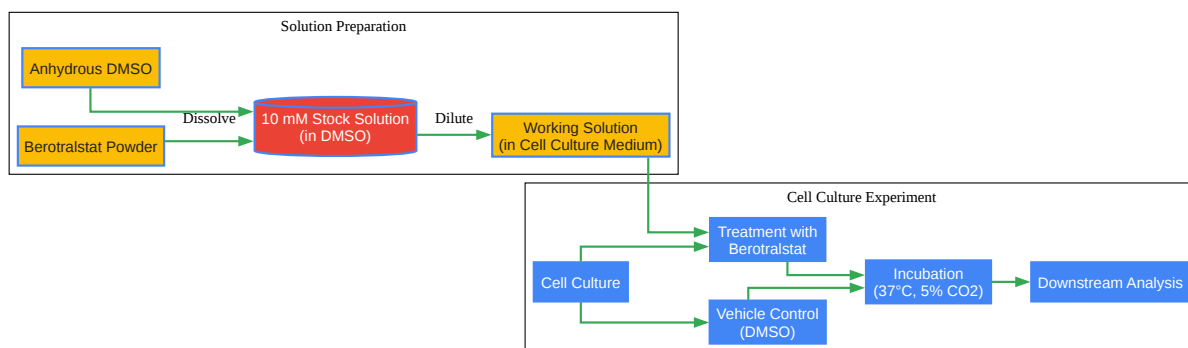 Solution Preparation
Anhydrous DMSO
Berotralstat Powder
Dissolve
10 mM Stock Solution
(in DMSO)
Dilute
Working Solution
(in Cell Culture Medium)
Cell Culture Experiment
Cell Culture
Treatment with
Berotralstat
Vehicle Control
(DMSO)
Incubation
(37°C, 5% CO2)
Downstream Analysis